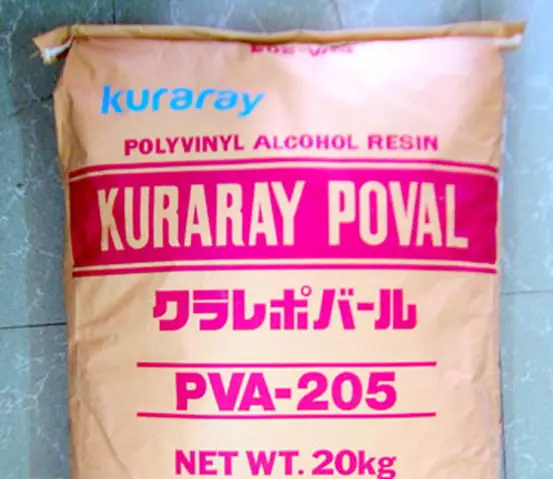 kuraray
POLYVINYL ALCOHOL RESIN
KURARAY POVAL
クラレポバール
PVA-205
NET WT. 20kg